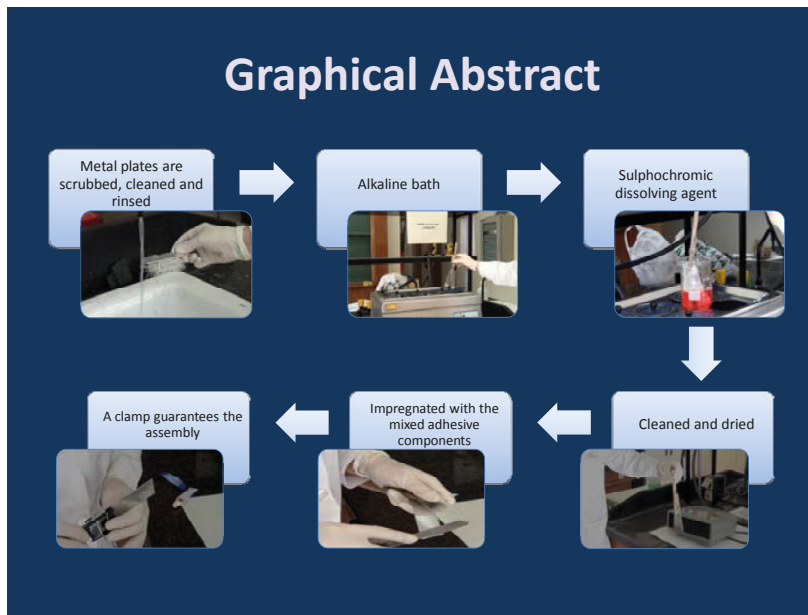 Graphical Abstract
Metal plates are
scrubbed, cleaned and
rinsed
Alkaline bath
Sulphochromic
dissolving agent
Cleaned and dried
Impregnated with the
mixed adhesive
components
A clamp guarantees the
assembly